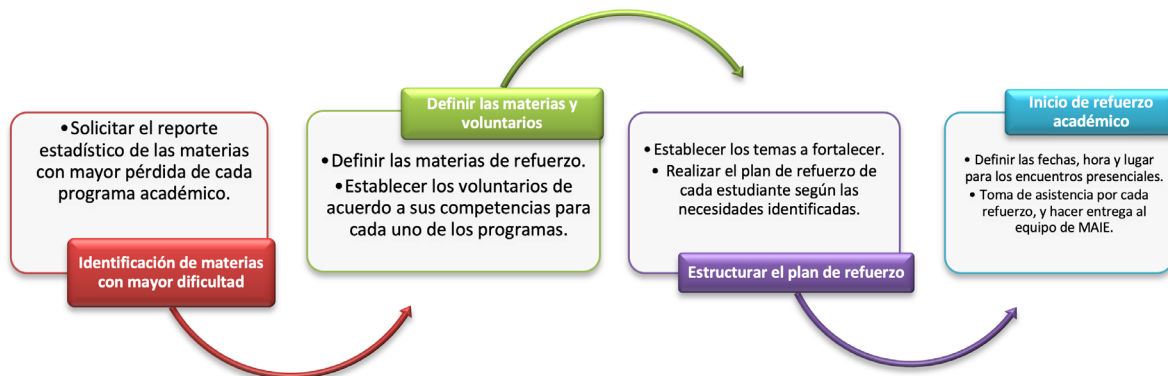 •Solicitar el reporte
estadístico de las materias
con mayor pérdida de cada
programa académico.
Identificación de materias
con mayor dificultad
Definir las materias y
voluntarios
•Definir las materias de refuerzo.
•Establecer los voluntarios de
acuerdo a sus competencias para
cada uno de los programas.
•Establecer los temas a fortalecer.
•Realizar el plan de refuerzo de
cada estudiante según las
necesidades identificadas.
Estructurar el plan de refuerzo
Inicio de refuerzo
académico
•Definir las fechas, hora y lugar
para los encuentros presenciales.
•Toma de asistencia por cada
refuerzo, y hacer entrega al
equipo de MAIE.